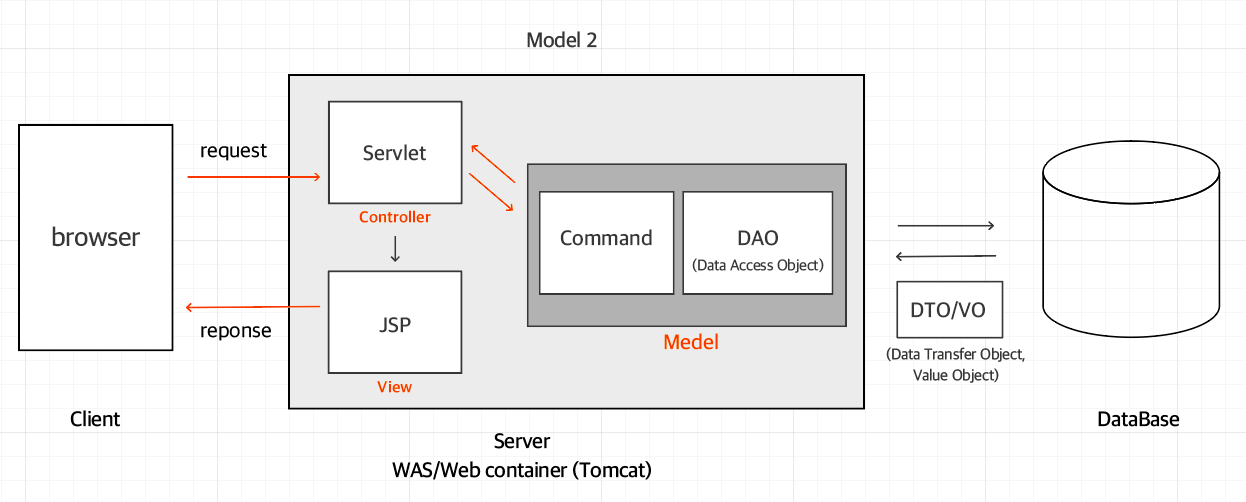 Model 2
browser
request
reponse
Servlet
Controller
JSP
View
Command
DAO
(Data Access Object)
Medel
DTO/VO
(Data Transfer Object,
Value Object)
Client
Server
WAS/Web container (Tomcat)
DataBase